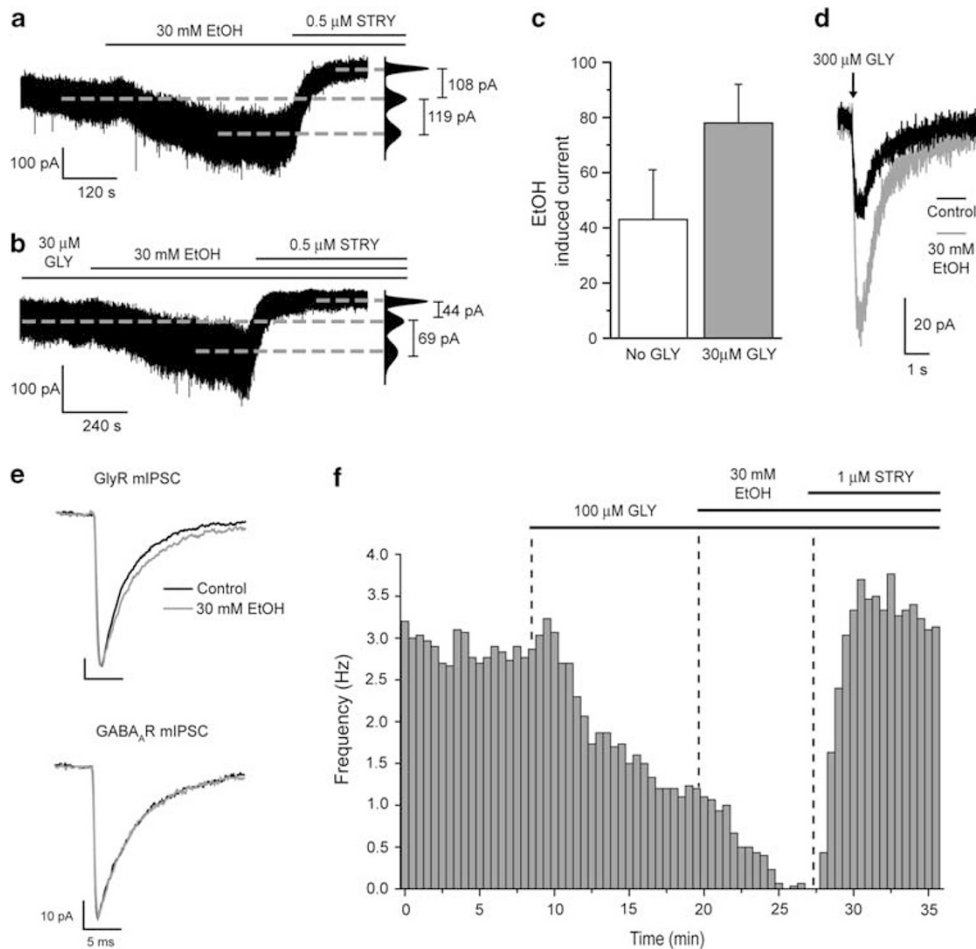 a
30 mM EtOH
0.5 µM STRY
108 pA
119 pA
100 pA
120 s
b
30 µM
GLY
30 mM EtOH
0.5 µM STRY
44 pA
69 pA
100 pA
240 s
c
EtOH
induced current
100
80
60
40
20
0
No GLY
30µM GLY
d
300 µM GLY
Control
30 mM
EtOH
20 pA
1 s
e
GlyR mIPSC
Control
30 mM EtOH
GABAAR mIPSC
10 pA
5 ms
f
30 mM
EtOH
1 µM STRY
100 µM GLY
Frequency (Hz)
4.0
3.5
3.0
2.5
2.0
1.5
1.0
0.5
0.0
0 5 10 15 20 25 30 35
Time (min)